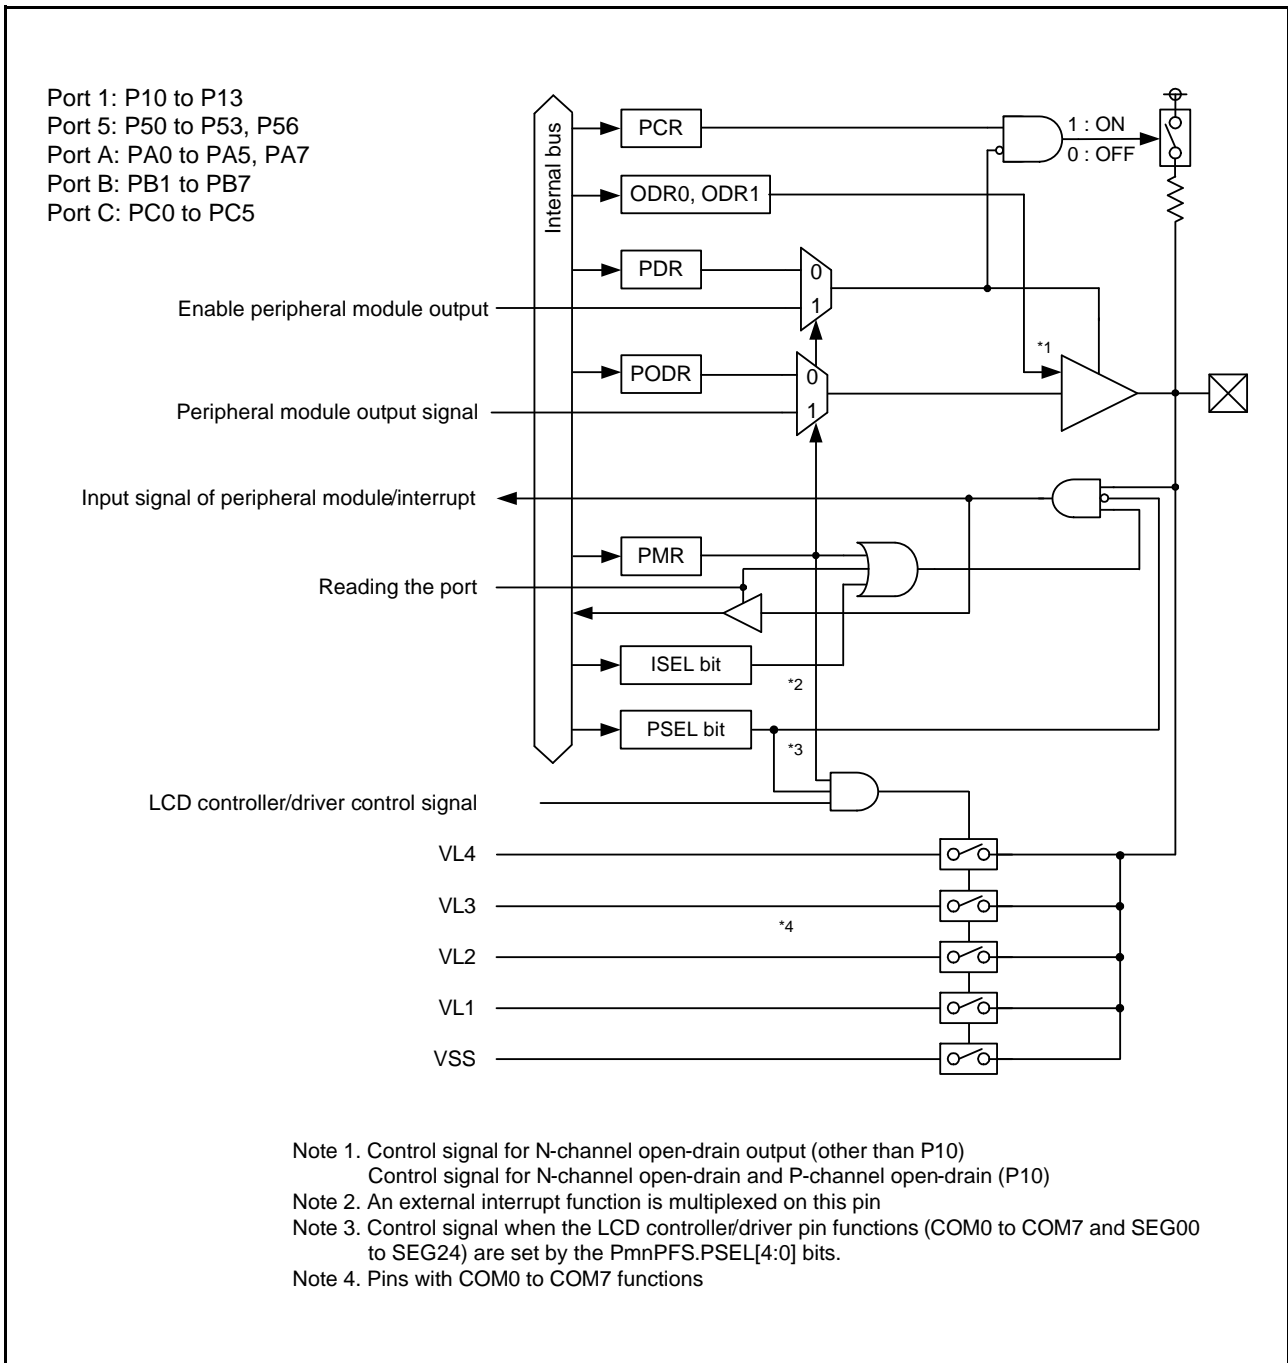 Port 1: P10 to P13
Port 5: P50 to P53, P56
Port A: PA0 to PA5, PA7
Port B: PB1 to PB7
Port C: PC0 to PC5
Internal bus
PCR
1 : ON
0 : OFF
ODR0, ODR1
PDR
0
Enable peripheral module output
1
*1
PODR
0
Peripheral module output signal
1
Input signal of peripheral module/interrupt
PMR
Reading the port
ISEL bit
*2
PSEL bit
*3
LCD controller/driver control signal
VL4
VL3
*4
VL2
VL1
VSS
Note 1. Control signal for N-channel open-drain output (other than P10)
Control signal for N-channel open-drain and P-channel open-drain (P10)
Note 2. An external interrupt function is multiplexed on this pin
Note 3. Control signal when the LCD controller/driver pin functions (COM0 to COM7 and SEG00
to SEG24) are set by the PmnPFS.PSEL[4:0] bits.
Note 4. Pins with COM0 to COM7 functions